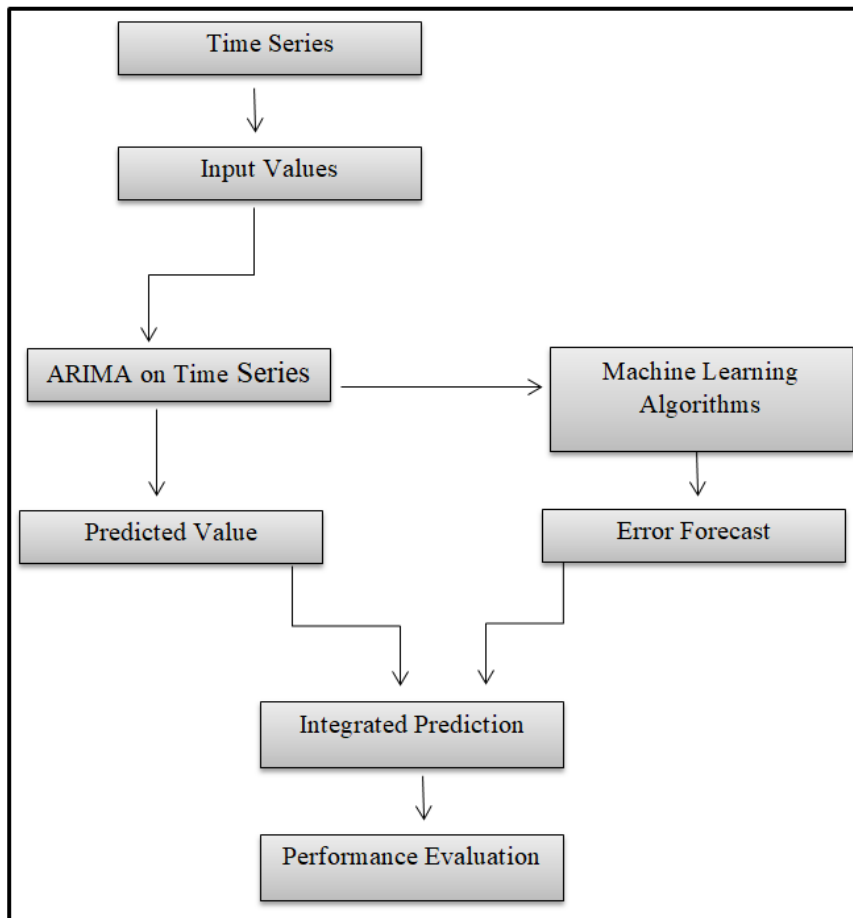 Time Series
Input Values
ARIMA on Time Series
Machine Learning
Algorithms
Predicted Value
Error Forecast
Integrated Prediction
Performance Evaluation